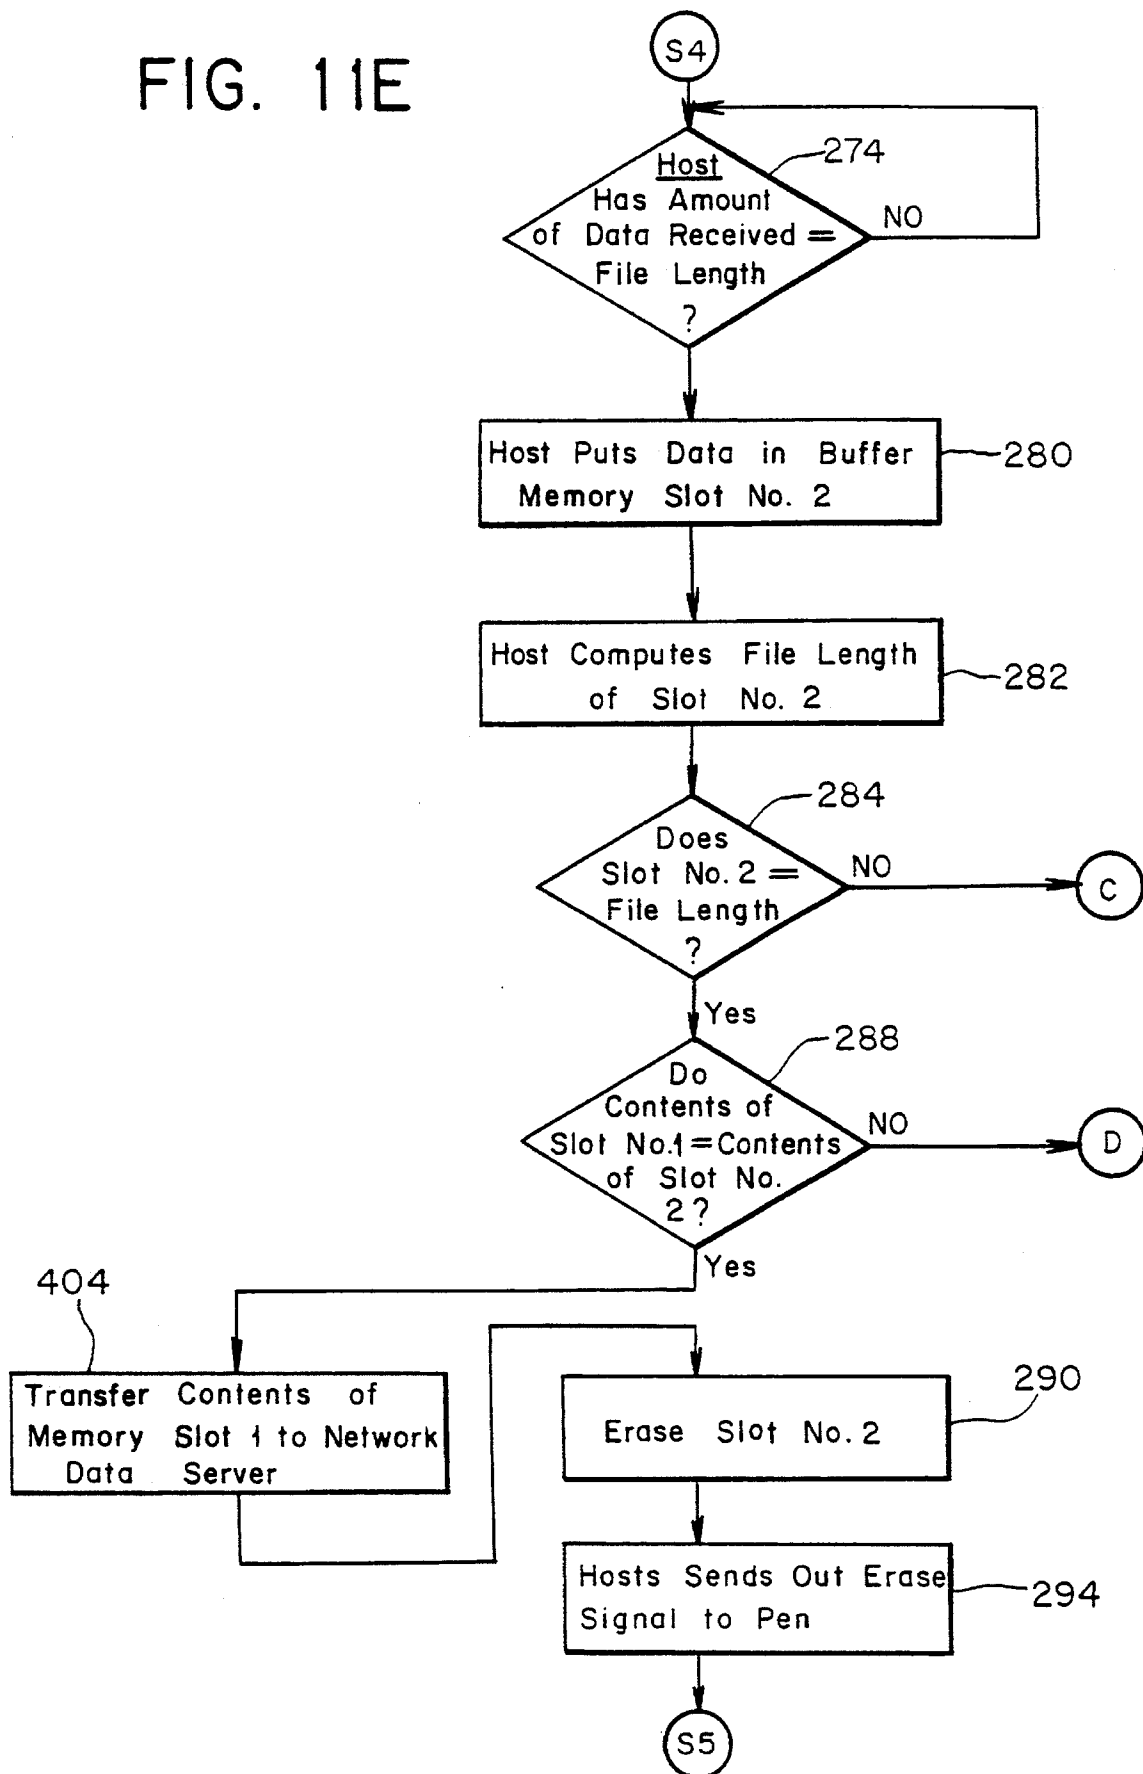 FIG. 11E
S4
274
Host
Has Amount
of Data Received =
File Length
?
NO
Host Puts Data in Buffer
Memory Slot No. 2
280
Host Computes File Length
of Slot No. 2
282
284
Does
Slot No. 2 =
File Length
?
NO
C
Yes
288
Do
Contents of
Slot No.1 = Contents
of Slot No.
2?
NO
D
Yes
404
Transfer Contents of
Memory Slot 1 to Network
Data Server
290
Erase Slot No. 2
Hosts Sends Out Erase
Signal to Pen
294
S5